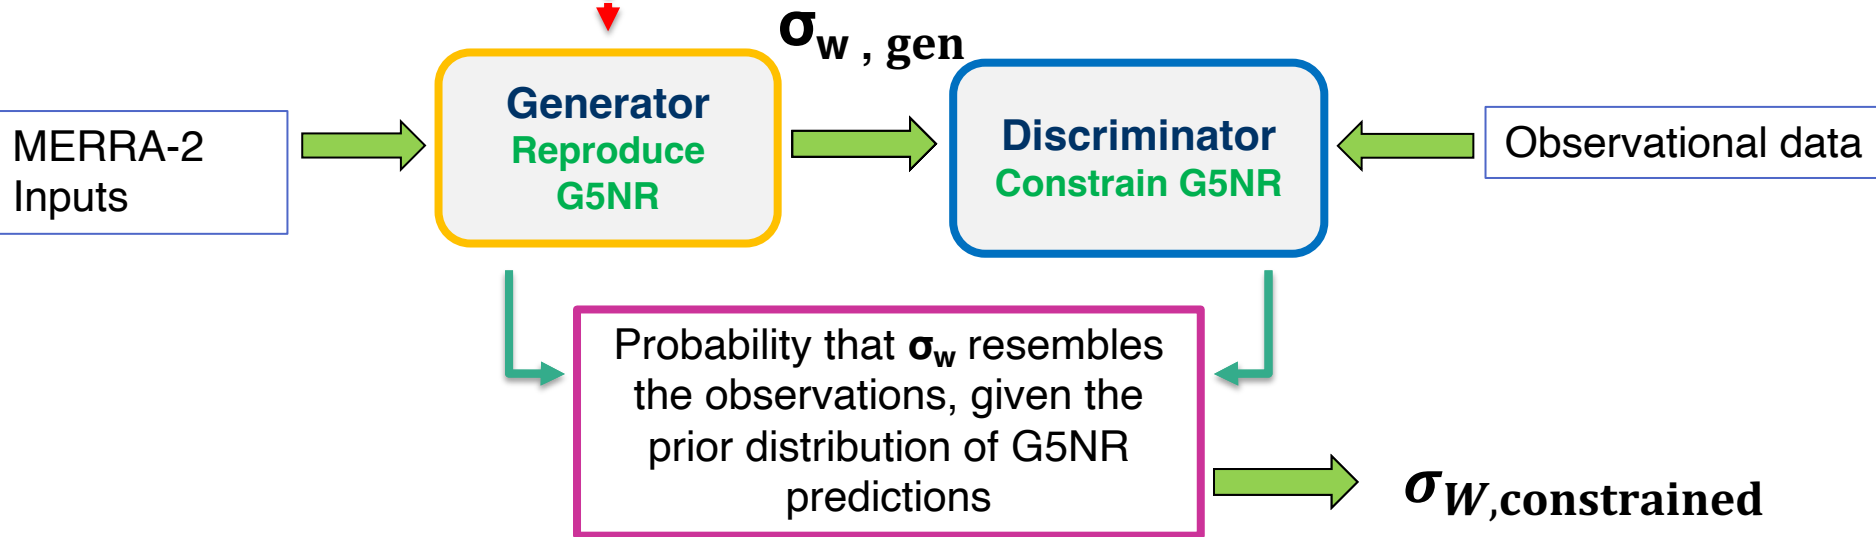 σw , gen
MERRA-2
Inputs
Generator
Reproduce
G5NR
Discriminator
Constrain G5NR
Observational data
Probability that σw resembles
the observations, given the
prior distribution of G5NR
predictions
σW,constrained